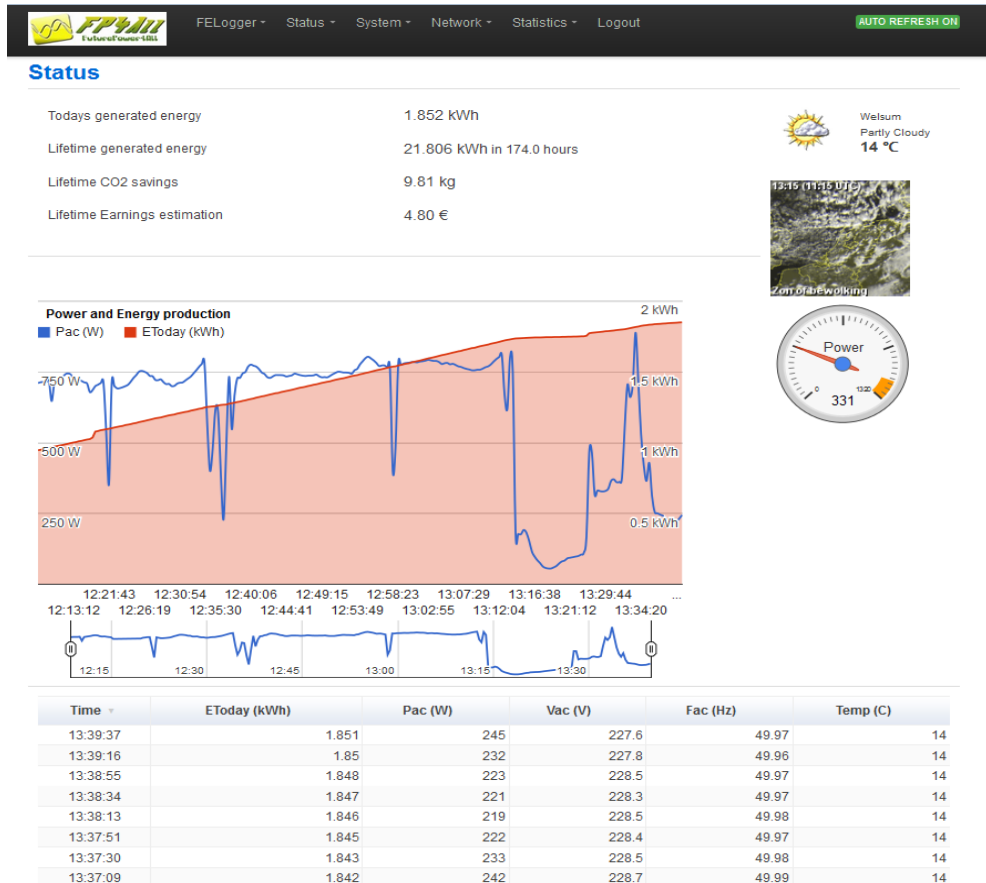 FP4All
FuturePower4All
FELogger Status System Network Statistics Logout
AUTO REFRESH ON
Status
Todays generated energy 1.852 kWh
Lifetime generated energy 21.806 kWh in 174.0 hours
Lifetime CO2 savings 9.81 kg
Lifetime Earnings estimation 4.80 €
Welsum
Partly Cloudy
14 °C
13:15 (11:15 UTC)
Zon of bewolking
Power and Energy production
Pac (W) EToday (kWh)
2 kWh
750 W 1.5 kWh
500 W 1 kWh
250 W 0.5 kWh
Power
0 1320
331
12:21:43 12:30:54 12:40:06 12:49:15 12:58:23 13:07:29 13:16:38 13:29:44 ...
12:13:12 12:26:19 12:35:30 12:44:41 12:53:49 13:02:55 13:12:04 13:21:12 13:34:20
12:15 12:30 12:45 13:00 13:15 13:30
Time EToday (kWh) Pac (W) Vac (V) Fac (Hz) Temp (C)
13:39:37 1.851 245 227.6 49.97 14
13:39:16 1.85 232 227.8 49.96 14
13:38:55 1.848 223 228.5 49.97 14
13:38:34 1.847 221 228.3 49.97 14
13:38:13 1.846 219 228.5 49.98 14
13:37:51 1.845 222 228.4 49.97 14
13:37:30 1.843 233 228.5 49.98 14
13:37:09 1.842 242 228.7 49.99 14